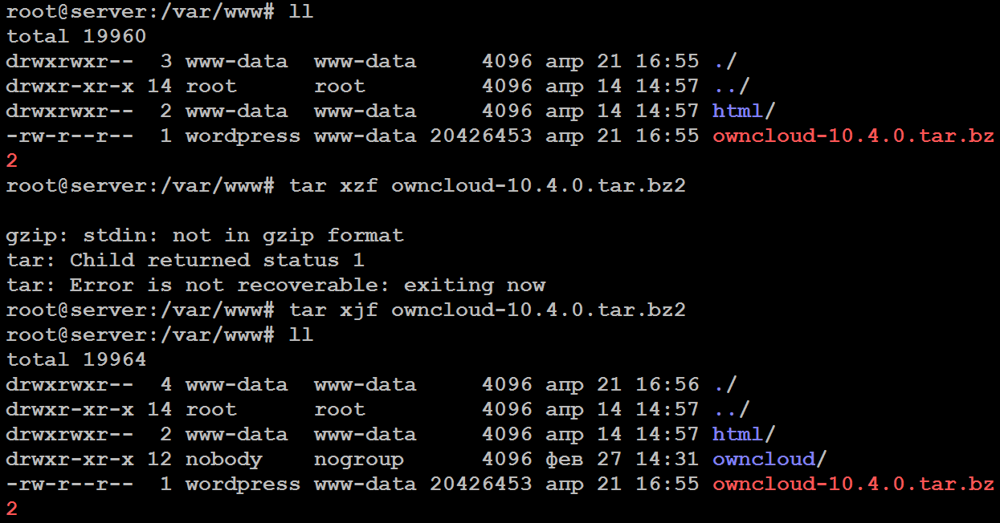 root@server:/var/www# ll
total 19960
drwxrwxr--  3 www-data  www-data     4096 апр 21 16:55 ./
drwxr-xr-x 14 root      root         4096 апр 14 14:57 ../
drwxrwxr--  2 www-data  www-data     4096 апр 14 14:57 html/
-rw-r--r--  1 wordpress www-data 20426453 апр 21 16:55 owncloud-10.4.0.tar.bz
2
root@server:/var/www# tar xzf owncloud-10.4.0.tar.bz2

gzip: stdin: not in gzip format
tar: Child returned status 1
tar: Error is not recoverable: exiting now
root@server:/var/www# tar xjf owncloud-10.4.0.tar.bz2
root@server:/var/www# ll
total 19964
drwxrwxr--  4 www-data  www-data     4096 апр 21 16:56 ./
drwxr-xr-x 14 root      root         4096 апр 14 14:57 ../
drwxrwxr--  2 www-data  www-data     4096 апр 14 14:57 html/
drwxr-xr-x 12 nobody    nogroup      4096 фев 27 14:31 owncloud/
-rw-r--r--  1 wordpress www-data 20426453 апр 21 16:55 owncloud-10.4.0.tar.bz
2